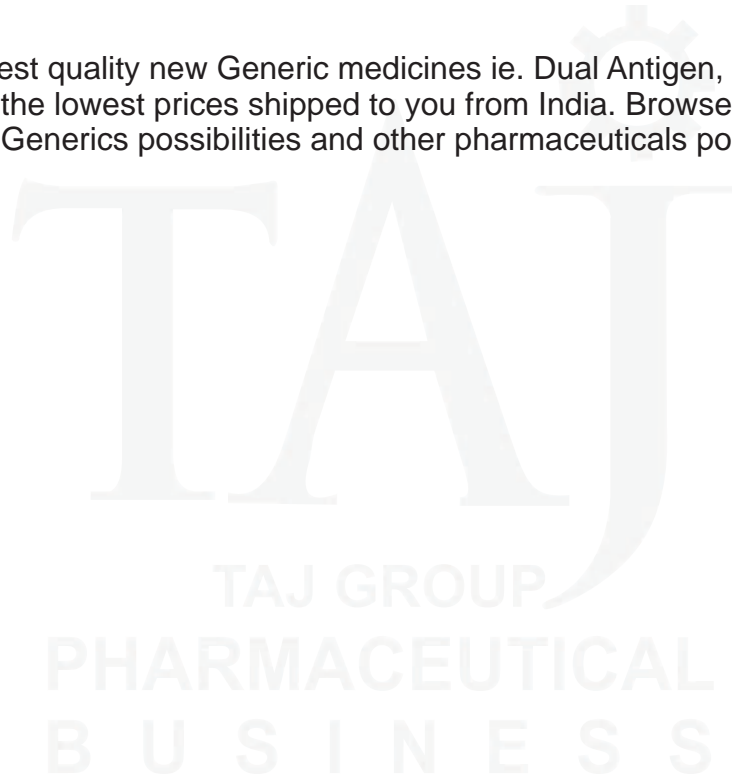 est quality new Generic medicines ie. Dual Antigen,
the lowest prices shipped to you from India. Browse
Generics possibilities and other pharmaceuticals po
TAJ
TAJ GROUP
PHARMACEUTICAL
BUSINESS